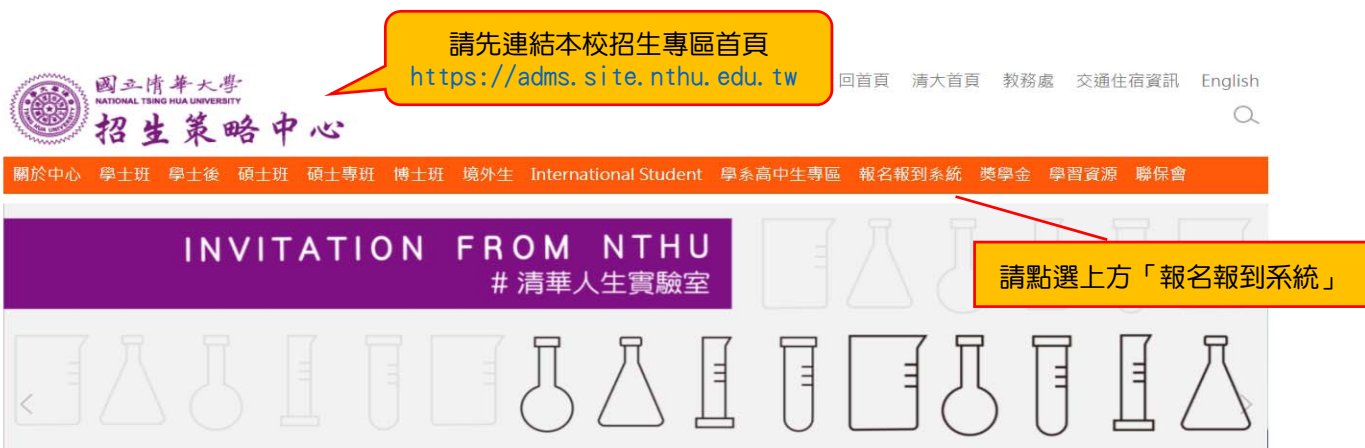 請先連結本校招生專區首頁
https://adms.site.nthu.edu.tw
國立清華大學
NATIONAL TSING HUA UNIVERSITY
招生策略中心
回首頁 清大首頁 教務處 交通住宿資訊 English
關於中心 學士班 學士後 碩士班 碩士專班 博士班 境外生 International Student 學系高中生專區 報名報到系統 獎學金 學習資源 聯保會
INVITATION FROM NTHU
#清華人生實驗室
請點選上方「報名報到系統」